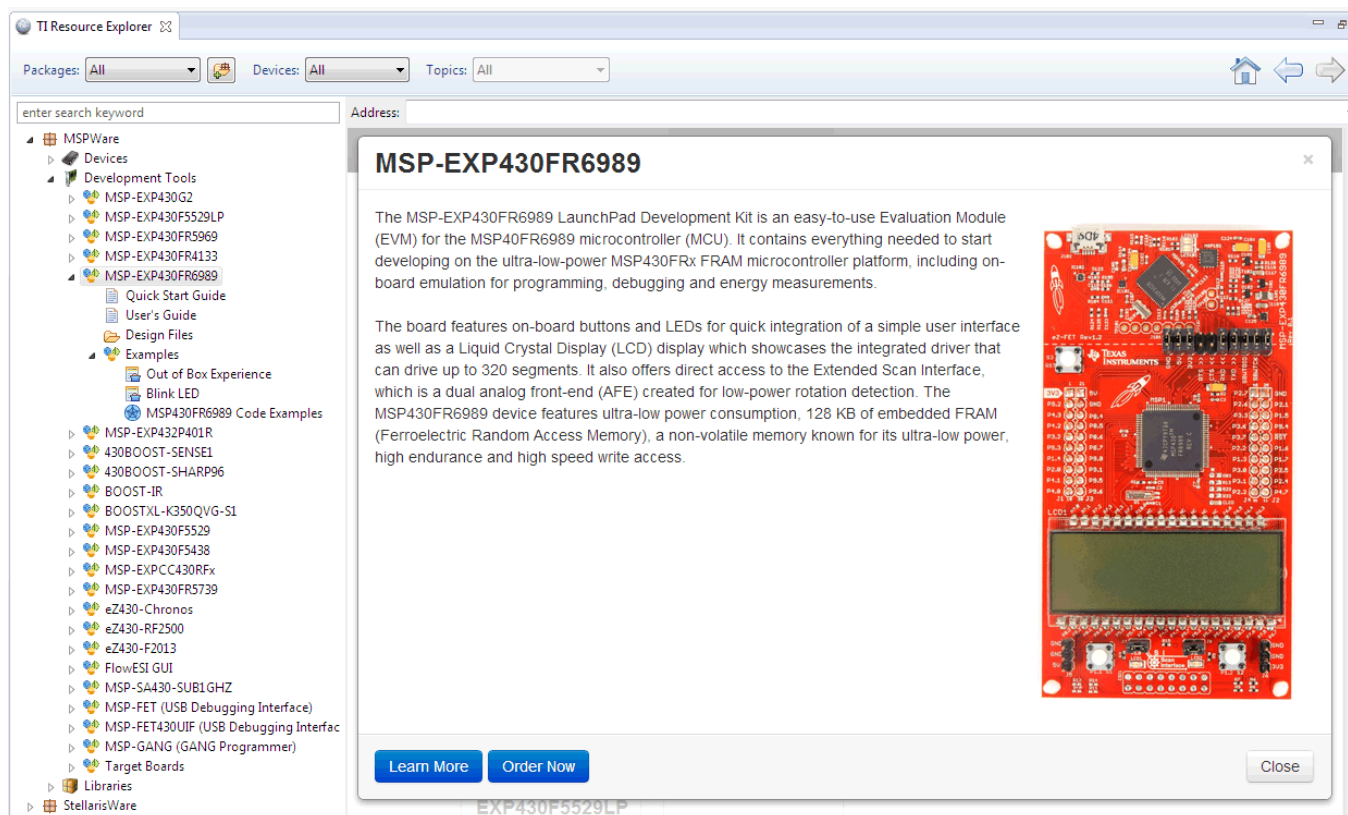 TI Resource Explorer
Packages: All Devices: All Topics: All
enter search keyword
Address:
MSPWare
Devices
Development Tools
MSP-EXP430G2
MSP-EXP430F5529LP
MSP-EXP430FR5969
MSP-EXP430FR4133
MSP-EXP430FR6989
Quick Start Guide
User's Guide
Design Files
Examples
Out of Box Experience
Blink LED
MSP430FR6989 Code Examples
MSP-EXP432P401R
430BOOST-SENSE1
430BOOST-SHARP96
BOOST-IR
BOOSTXL-K350QVG-S1
MSP-EXP430F5529
MSP-EXP430F5438
MSP-EXPCC430RFx
MSP-EXP430FR5739
eZ430-Chronos
eZ430-RF2500
eZ430-F2013
FlowESI GUI
MSP-SA430-SUB1GHZ
MSP-FET (USB Debugging Interface)
MSP-FET430UIF (USB Debugging Interfac
MSP-GANG (GANG Programmer)
Target Boards
Libraries
StellarisWare
MSP-EXP430FR6989
The MSP-EXP430FR6989 LaunchPad Development Kit is an easy-to-use Evaluation Module
(EVM) for the MSP40FR6989 microcontroller (MCU). It contains everything needed to start
developing on the ultra-low-power MSP430FRx FRAM microcontroller platform, including on-
board emulation for programming, debugging and energy measurements.
The board features on-board buttons and LEDs for quick integration of a simple user interface
as well as a Liquid Crystal Display (LCD) display which showcases the integrated driver that
can drive up to 320 segments. It also offers direct access to the Extended Scan Interface,
which is a dual analog front-end (AFE) created for low-power rotation detection. The
MSP430FR6989 device features ultra-low power consumption, 128 KB of embedded FRAM
(Ferroelectric Random Access Memory), a non-volatile memory known for its ultra-low power,
high endurance and high speed write access.
MSP-EXP430FR6989
eZ-FET Rev1.2
TEXAS
INSTRUMENTS
LCD1
Scan
Interface
Learn More
Order Now
Close
EXP430F5529LP